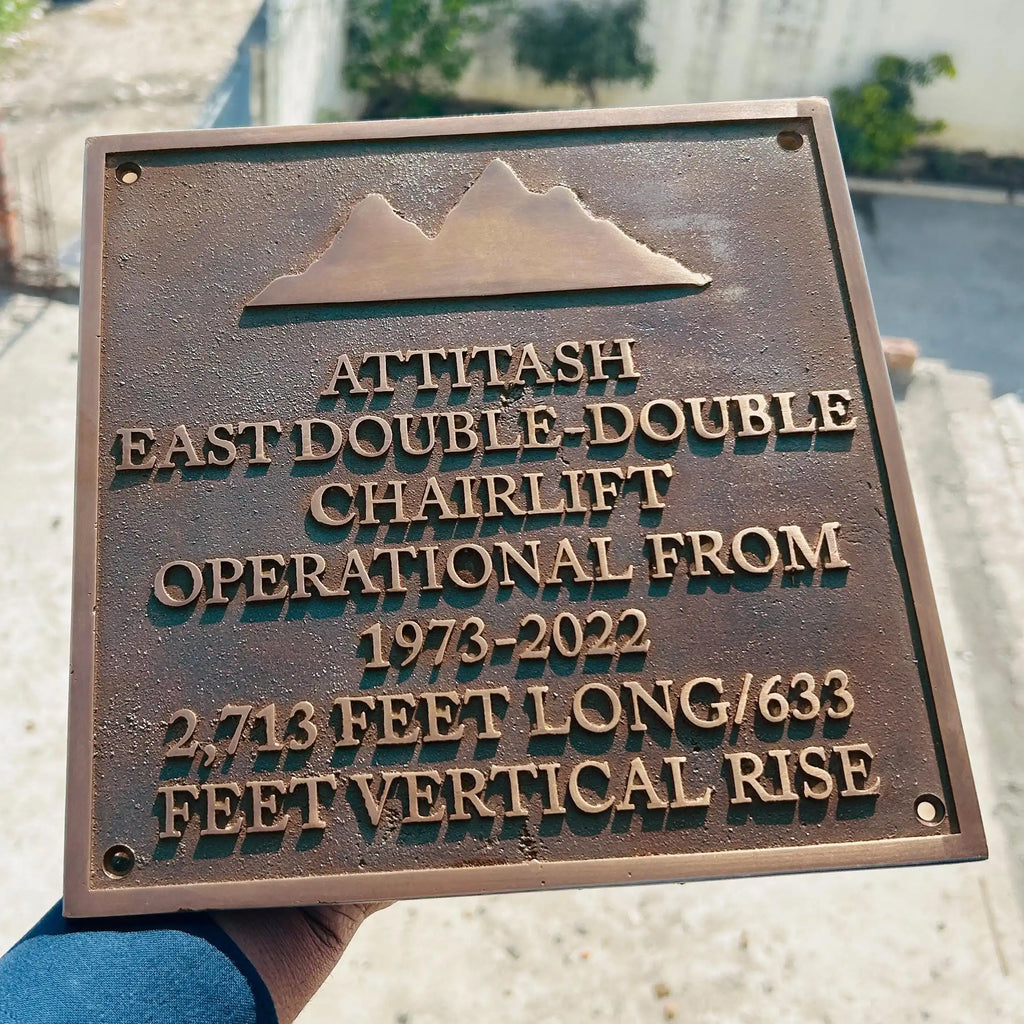 ATTITASH
EAST DOUBLE-DOUBLE
CHAIRLIFT
OPERATIONAL FROM
1973-2022
2,713 FEET LONG/633
FEET VERTICAL RISE